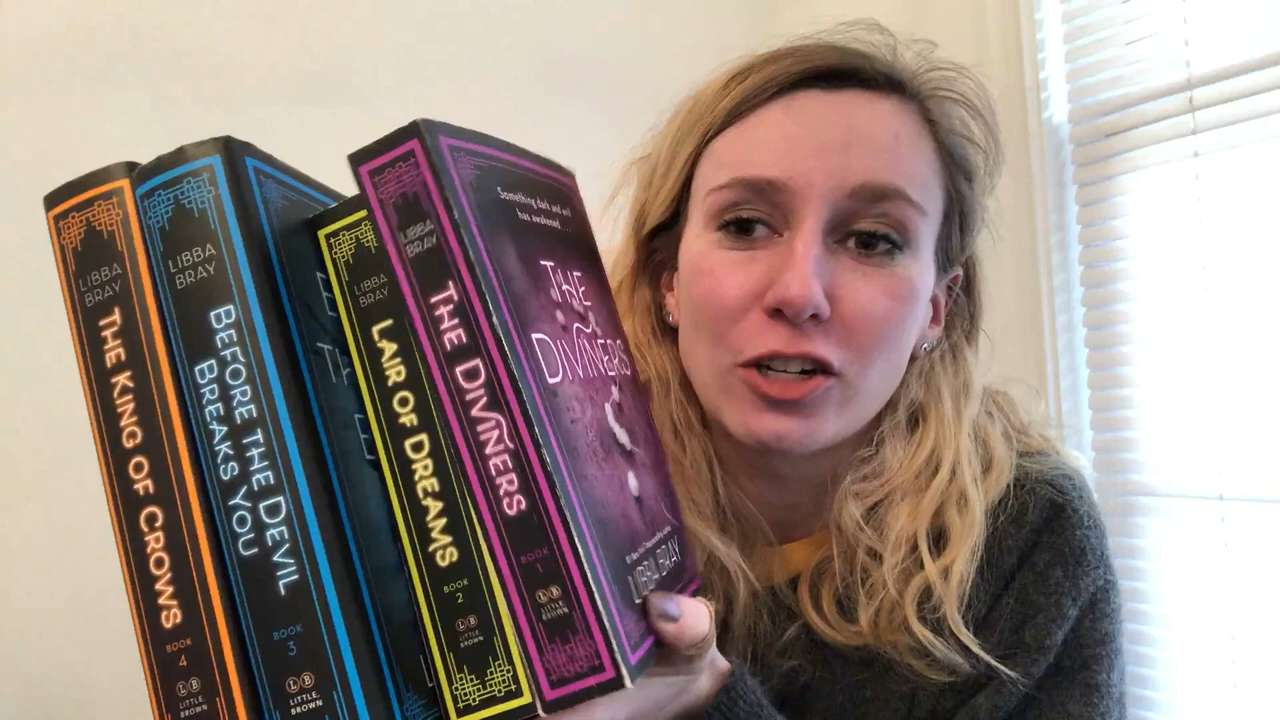 LIBBA
BRAY
THE KING OF CROWS
BOOK
4
LB
LITTLE,
BROWN
LIBBA
BRAY
BEFORE THE DEVIL
BREAKS YOU
BOOK
3
LB
LITTLE,
BROWN
LIBBA
BRAY
LAIR OF DREAMS
BOOK
2
LB
LITTLE,
BROWN
LIBBA
BRAY
THE DIVINERS
BOOK
1
LB
LITTLE,
BROWN
Something dark and evil
has awakened...
THE
DIVINERS
LIBBA BRAY